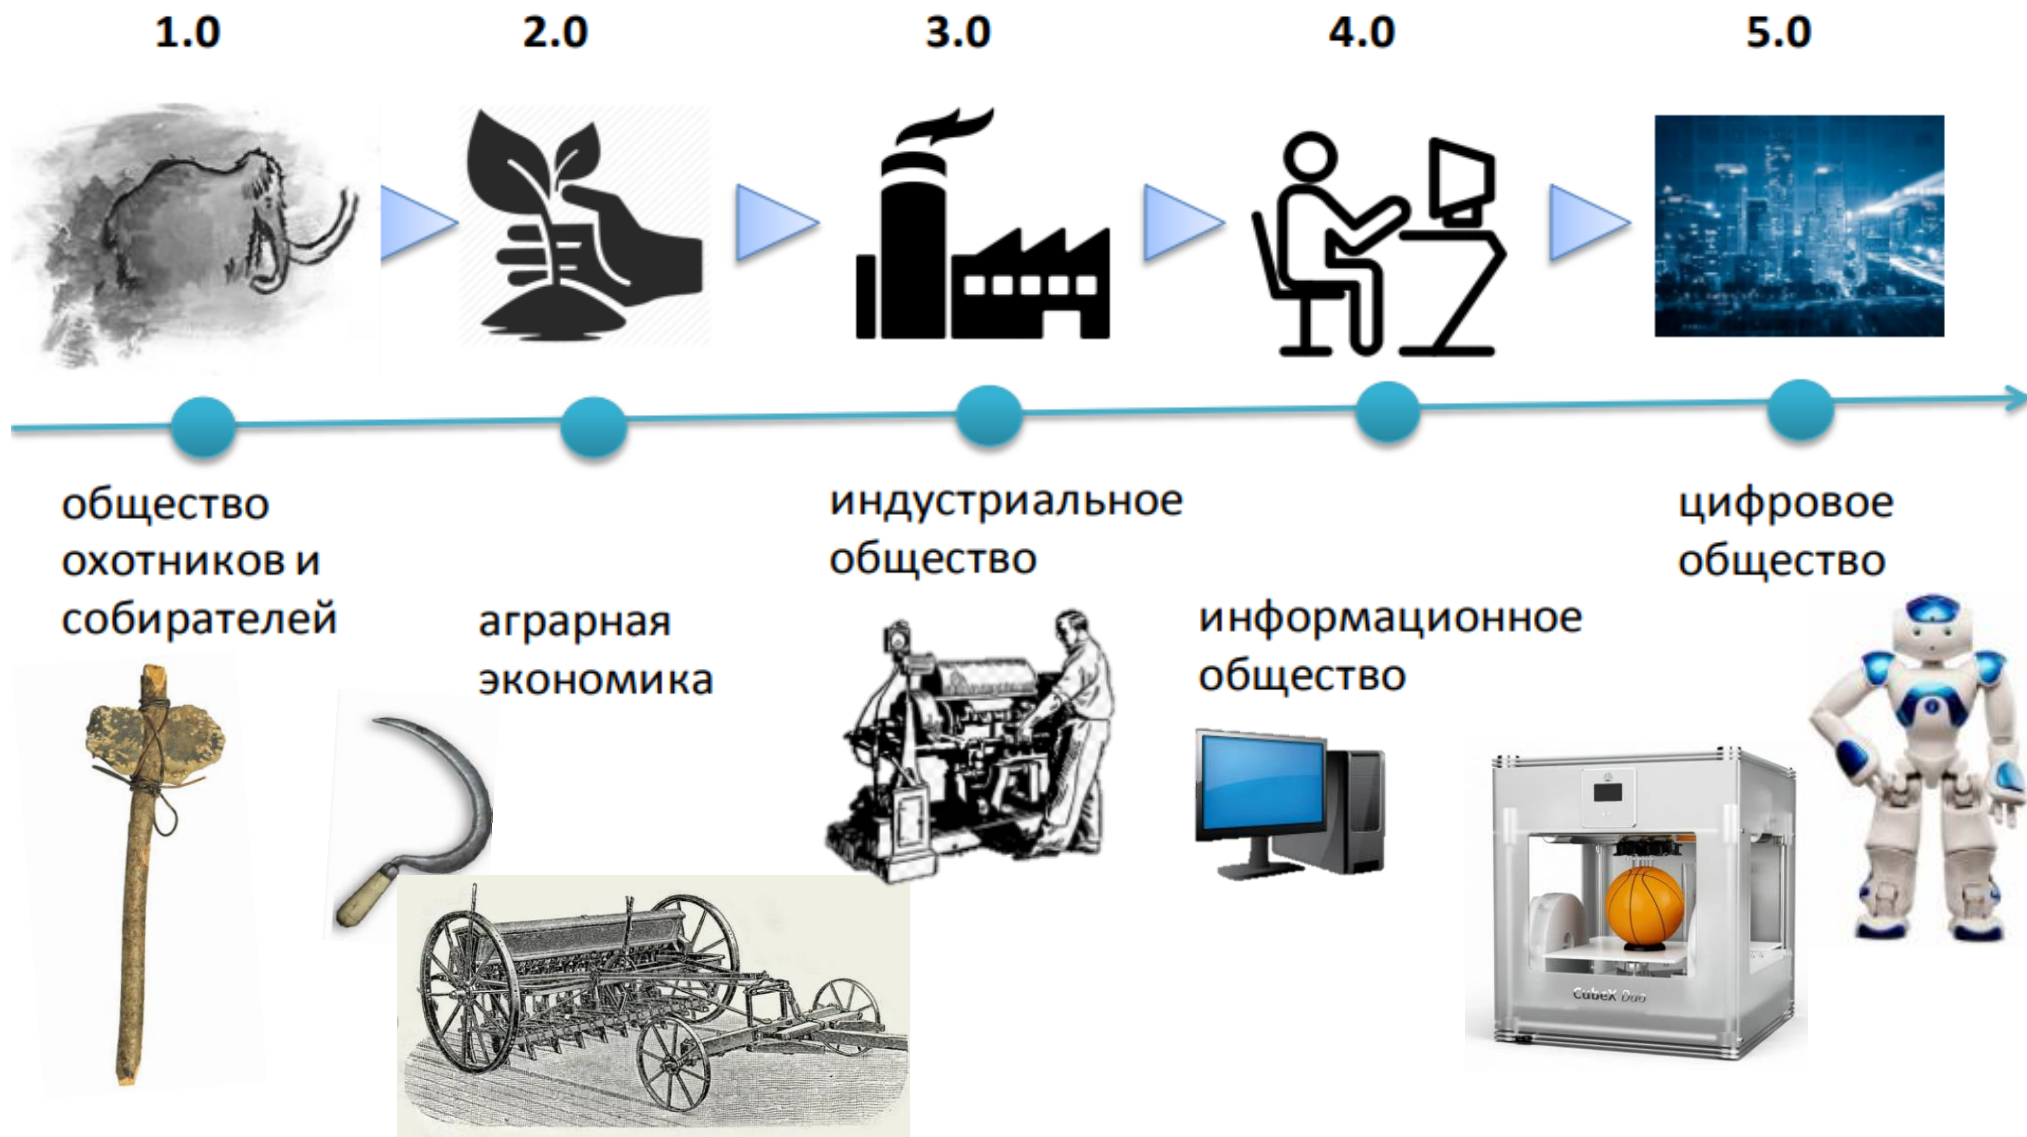 1.0
2.0
3.0
4.0
5.0
общество
охотников и
собирателей
аграрная
экономика
индустриальное
общество
информационное
общество
цифровое
общество
CubeX Duo